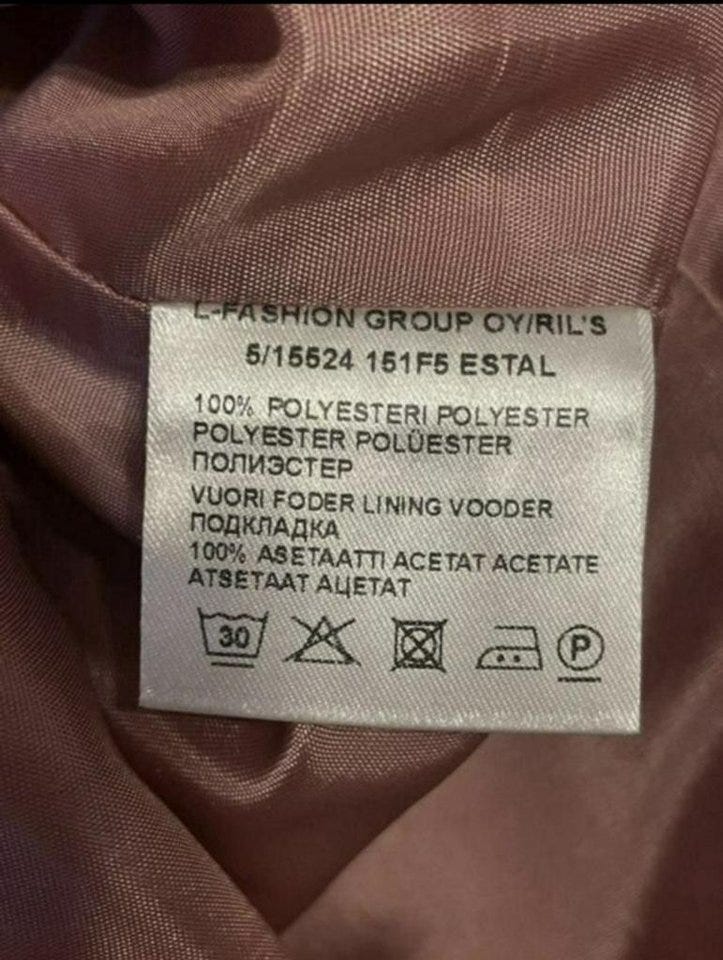 L-FASHION GROUP OY/RIL'S
5/15524 151F5 ESTAL
100% POLYESTERI POLYESTER
POLYESTER POLÜESTER
ПОЛИЭСТЕР
VUORI FODER LINING VOODER
ПОДКЛАДКА
100% ASETAATTI ACETAT ACETATE
ATSETAAT АЦЕТАТ
30 P